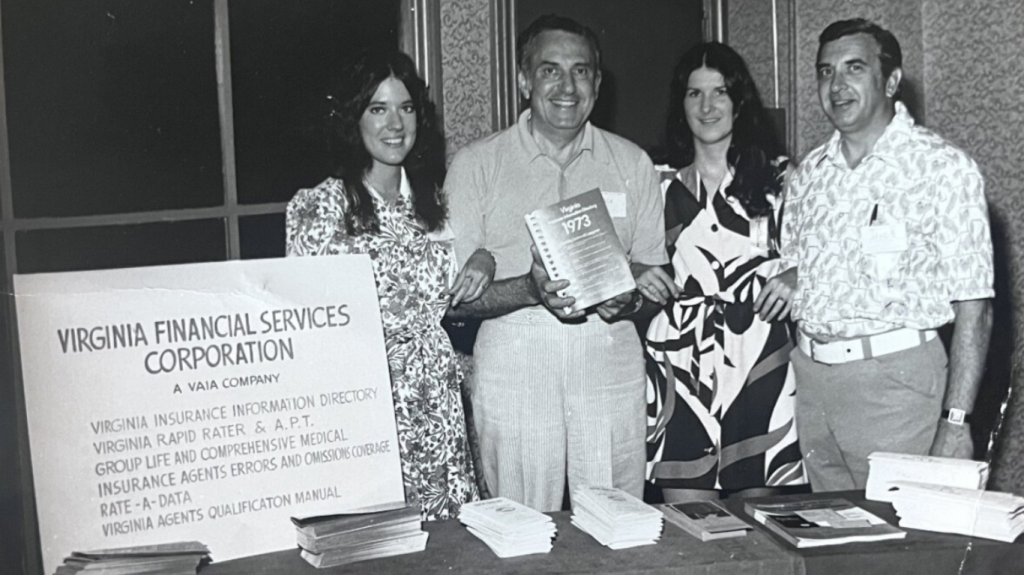 VIRGINIA FINANCIAL SERVICES
CORPORATION
A VAIA COMPANY
VIRGINIA INSURANCE INFORMATION DIRECTORY
VIRGINIA RAPID RATER & A.P.T.
GROUP LIFE AND COMPREHENSIVE MEDICAL
INSURANCE AGENTS ERRORS AND OMISSIONS COVERAGE
RATE-A-DATA
VIRGINIA AGENTS QUALIFICATON MANUAL
Virginia
1973